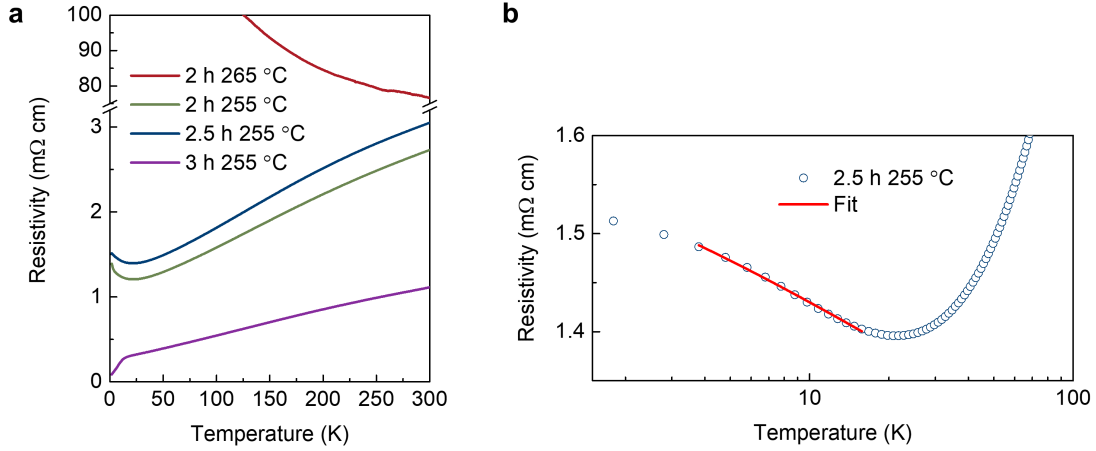 a
100
90
80
3
2
1
0
Resistivity (mΩ cm)
2 h 265 °C
2 h 255 °C
2.5 h 255 °C
3 h 255 °C
0 50 100 150 200 250 300
Temperature (K)
b
1.6
1.5
1.4
Resistivity (mΩ cm)
2.5 h 255 °C
Fit
10 100
Temperature (K)